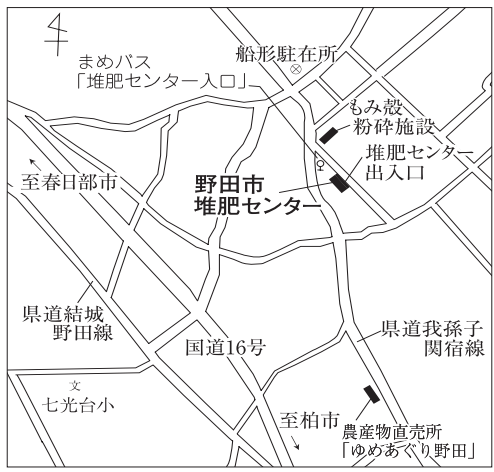 船形駐在所
まめバス
「堆肥センター入口」
もみ殻
粉砕施設
堆肥センター
出入口
至春日部市
野田市
堆肥センター
県道結城
野田線
国道16号
県道我孫子
関宿線
文
七光台小
至柏市
農産物直売所
「ゆめあぐり野田」